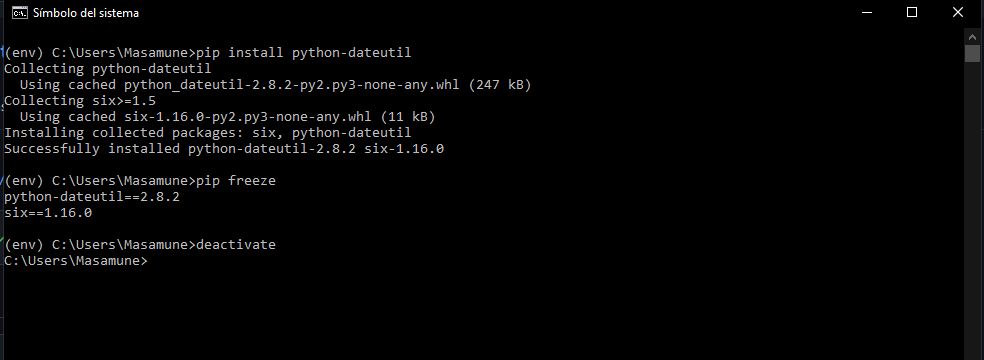 Símbolo del sistema
(env) C:\Users\Masamune>pip install python-dateutil
Collecting python-dateutil
  Using cached python_dateutil-2.8.2-py2.py3-none-any.whl (247 kB)
Collecting six>=1.5
  Using cached six-1.16.0-py2.py3-none-any.whl (11 kB)
Installing collected packages: six, python-dateutil
Successfully installed python-dateutil-2.8.2 six-1.16.0
(env) C:\Users\Masamune>pip freeze
python-dateutil==2.8.2
six==1.16.0
(env) C:\Users\Masamune>deactivate
C:\Users\Masamune>